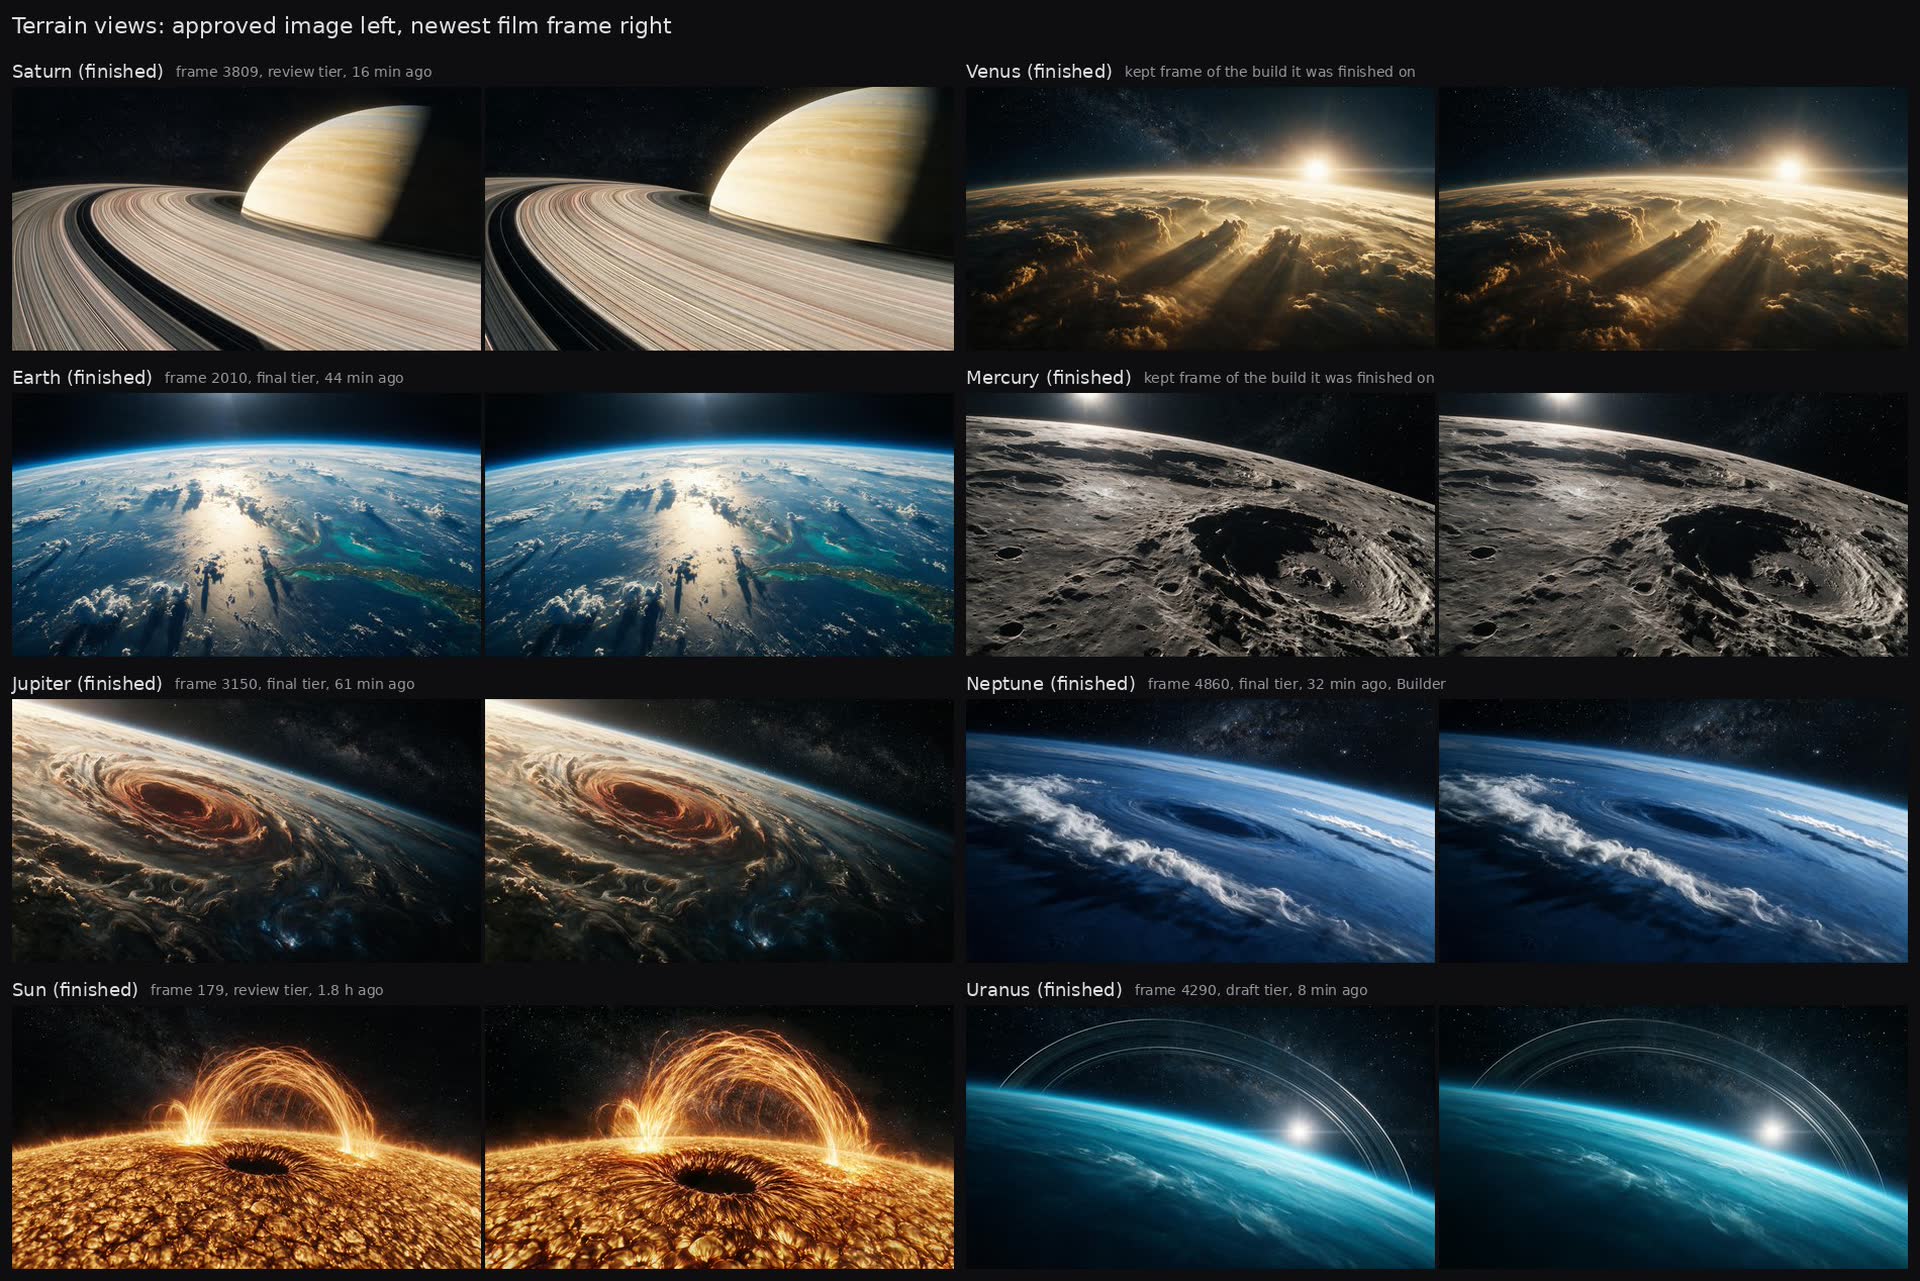 Terrain views: approved image left, newest film frame right
Saturn (finished) frame 3809, review tier, 16 min ago
Venus (finished) kept frame of the build it was finished on
Earth (finished) frame 2010, final tier, 44 min ago
Mercury (finished) kept frame of the build it was finished on
Jupiter (finished) frame 3150, final tier, 61 min ago
Neptune (finished) frame 4860, final tier, 32 min ago, Builder
Sun (finished) frame 179, review tier, 1.8 h ago
Uranus (finished) frame 4290, draft tier, 8 min ago